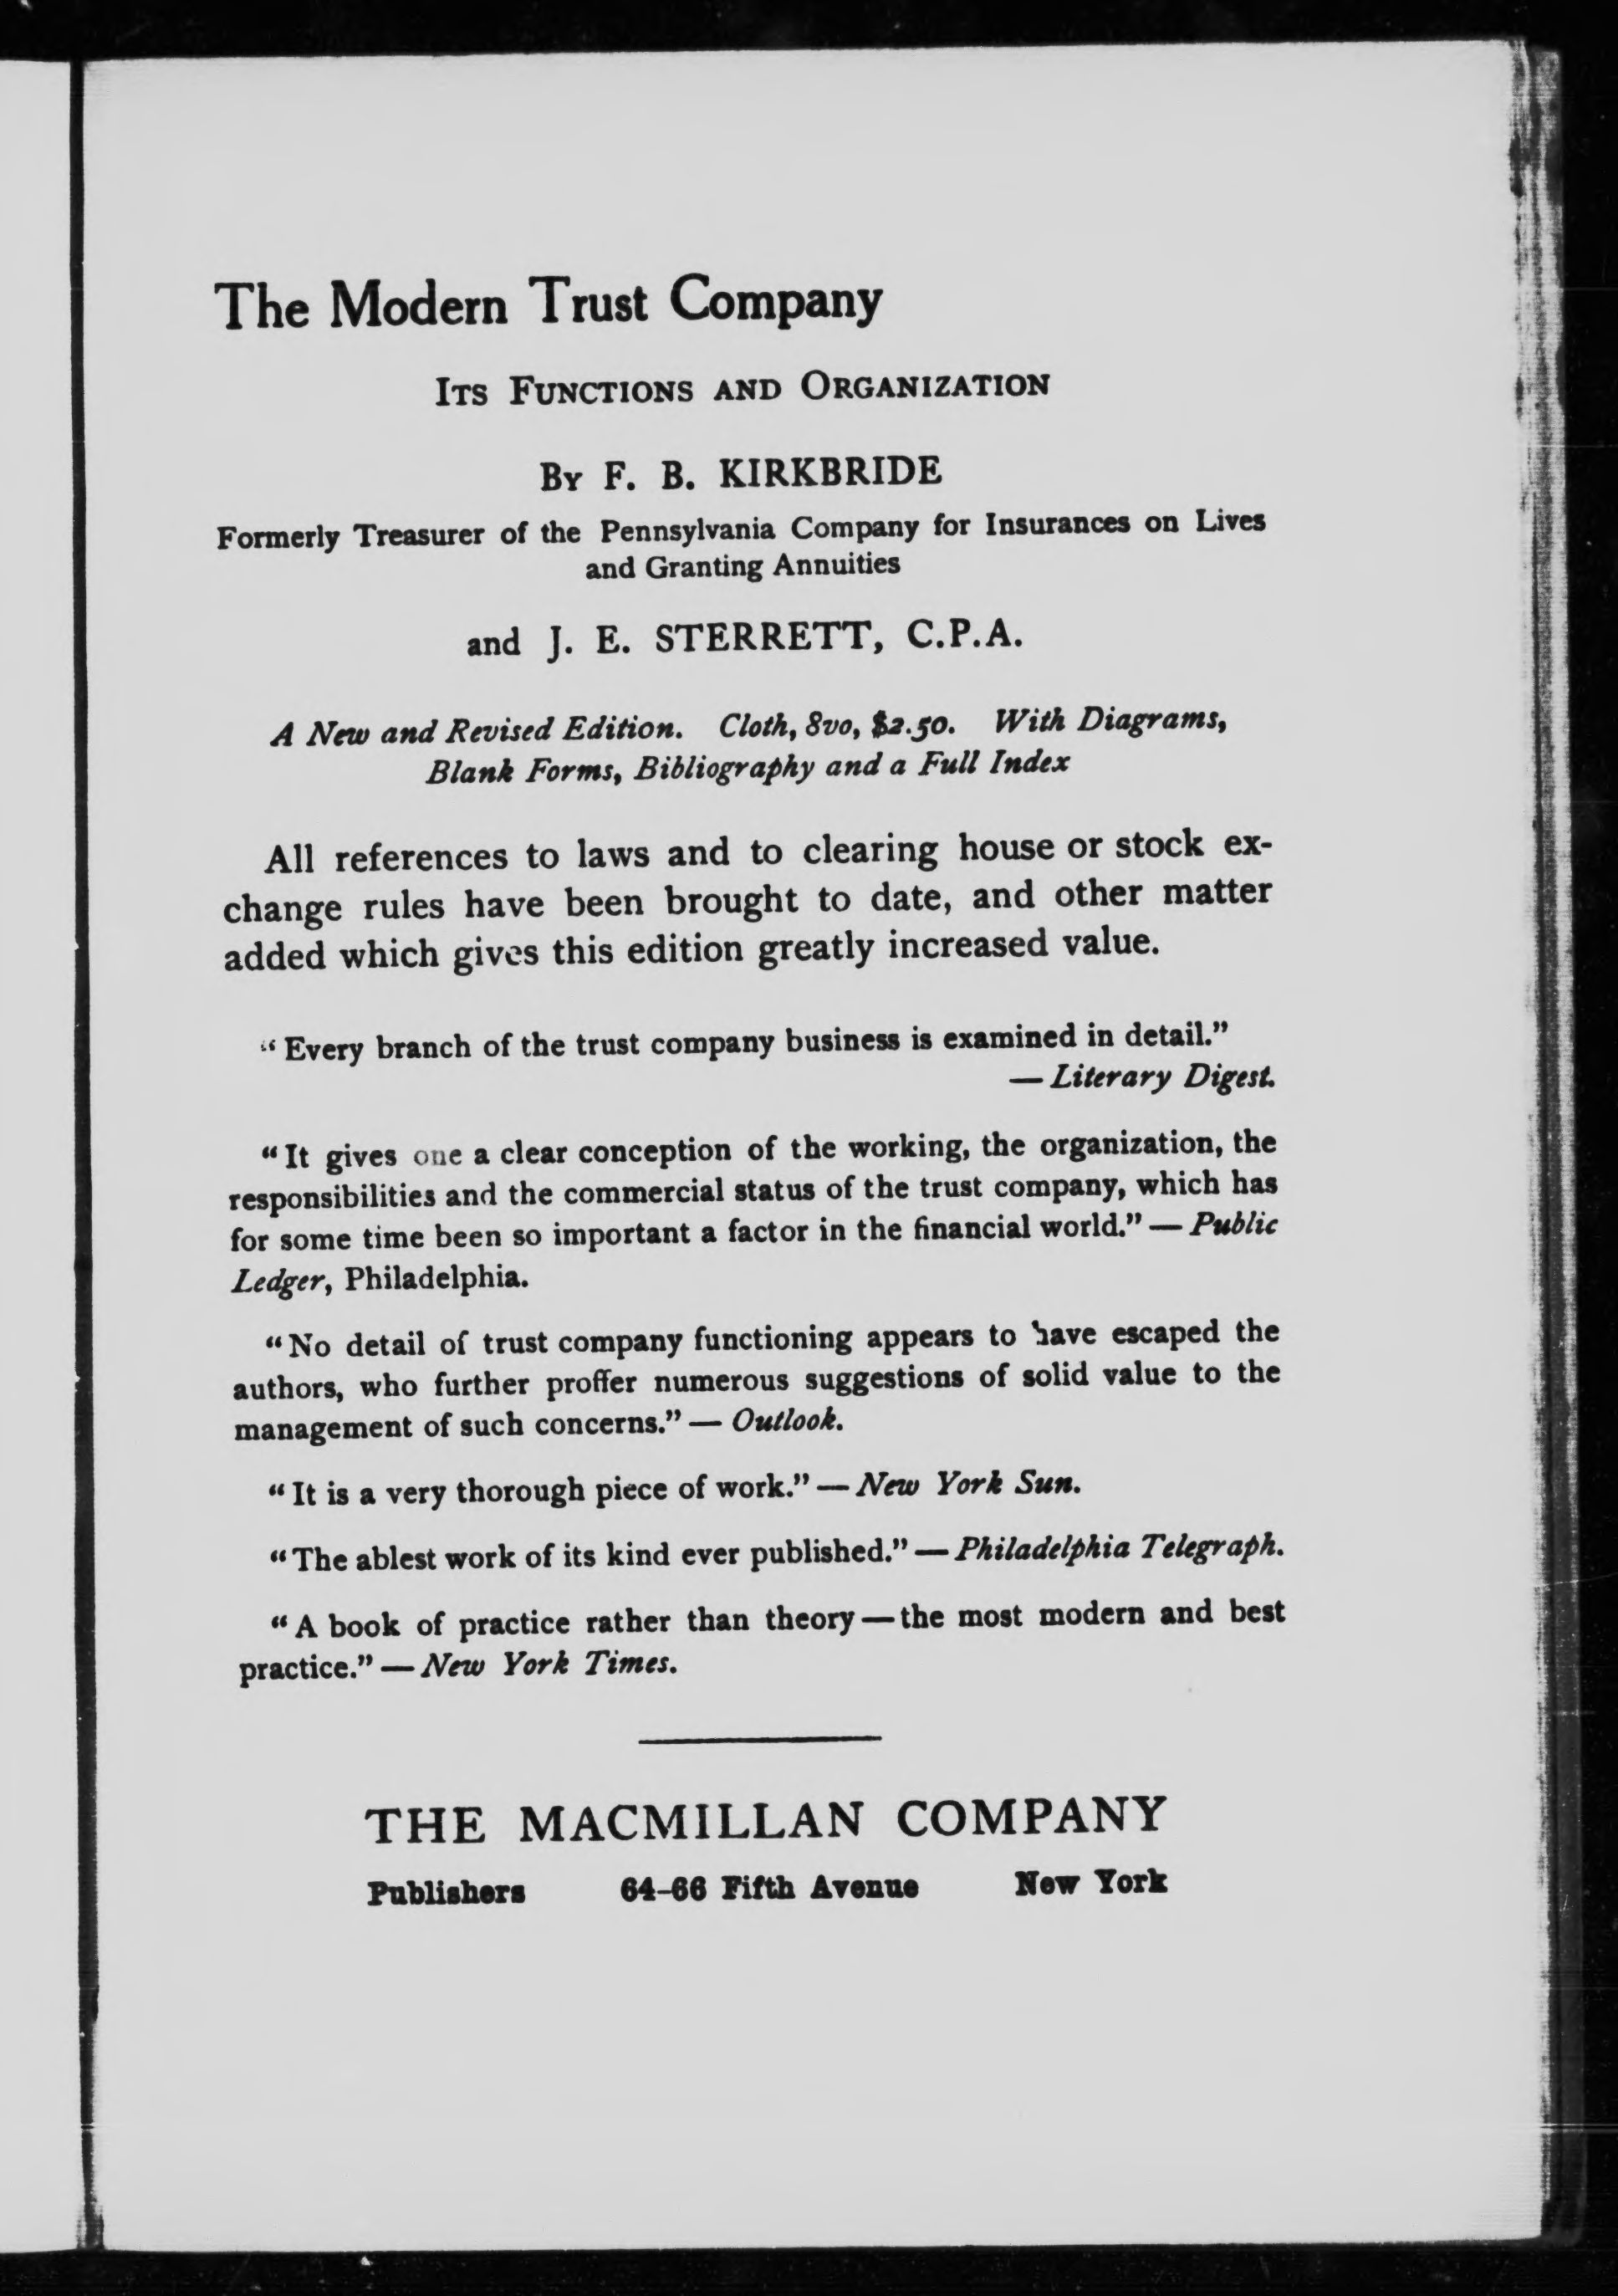 The Modern Trust Company
Its Functions and Organization
By F. B. KIRKBRIDE
Formerly Treasurer of the Pennsylvania Company for Insurances on Lives
and Granting Annuities
and J. E. STERRETT, C.P.A.
A New and Revised Edition. Cloth, 8vo, $2.50. With Diagrams,
Blank Forms, Bibliography and a Full Index
All references to laws and to clearing house or stock ex-
change rules have been brought to date, and other matter
added which gives this edition greatly increased value.
“Every branch of the trust company business is examined in detail.”
— Literary Digest.
“It gives one a clear conception of the working, the organization, the
responsibilities and the commercial status of the trust company, which has
for some time been so important a factor in the financial world.” — Public
Ledger, Philadelphia.
“No detail of trust company functioning appears to have escaped the
authors, who further proffer numerous suggestions of solid value to the
management of such concerns.” — Outlook.
“It is a very thorough piece of work.” — New York Sun.
“The ablest work of its kind ever published.” — Philadelphia Telegraph.
“A book of practice rather than theory — the most modern and best
practice.” — New York Times.
THE MACMILLAN COMPANY
Publishers 64–66 Fifth Avenue New York